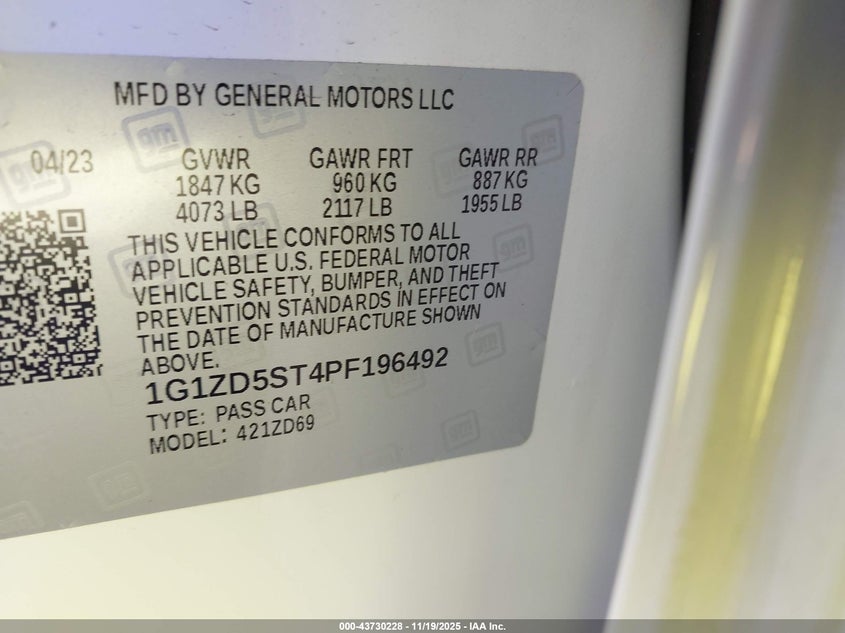 MFD BY GENERAL MOTORS LLC
04/23 GVWR GAWR FRT GAWR RR
1847 KG 960 KG 887 KG
4073 LB 2117 LB 1955 LB
THIS VEHICLE CONFORMS TO ALL
APPLICABLE U.S. FEDERAL MOTOR
VEHICLE SAFETY, BUMPER, AND THEFT
PREVENTION STANDARDS IN EFFECT ON
THE DATE OF MANUFACTURE SHOWN
ABOVE.
1G1ZD5ST4PF196492
TYPE: PASS CAR
MODEL: 421ZD69
000-43730228 - 11/19/2025 - IAA Inc.